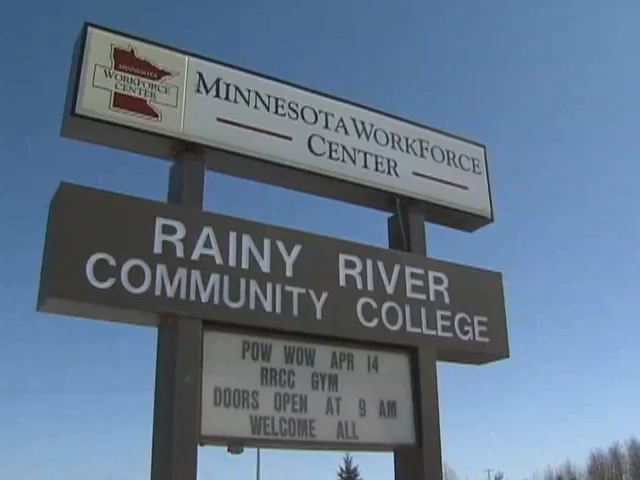 MINNESOTA
WORKFORCE
CENTER
MINNESOTA WORKFORCE
CENTER
RAINY RIVER
COMMUNITY COLLEGE
POW WOW APR 14
RRCC GYM
DOORS OPEN AT 9 AM
WELCOME ALL